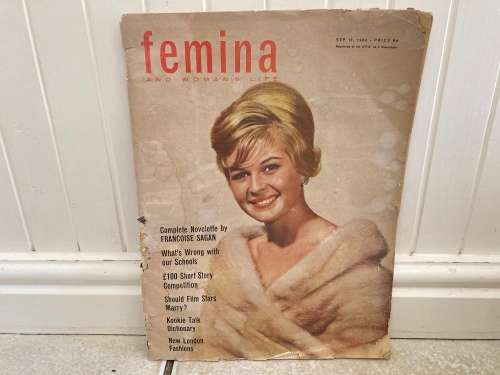 femina
AND WOMAN'S LIFE
Complete Novelette by
FRANCOISE SAGAN
What's Wrong with
our Schools
£100 Short Story
Competition
Should Film Stars
Marry?
Kookie Talk
Dictionary
New London
Fashions